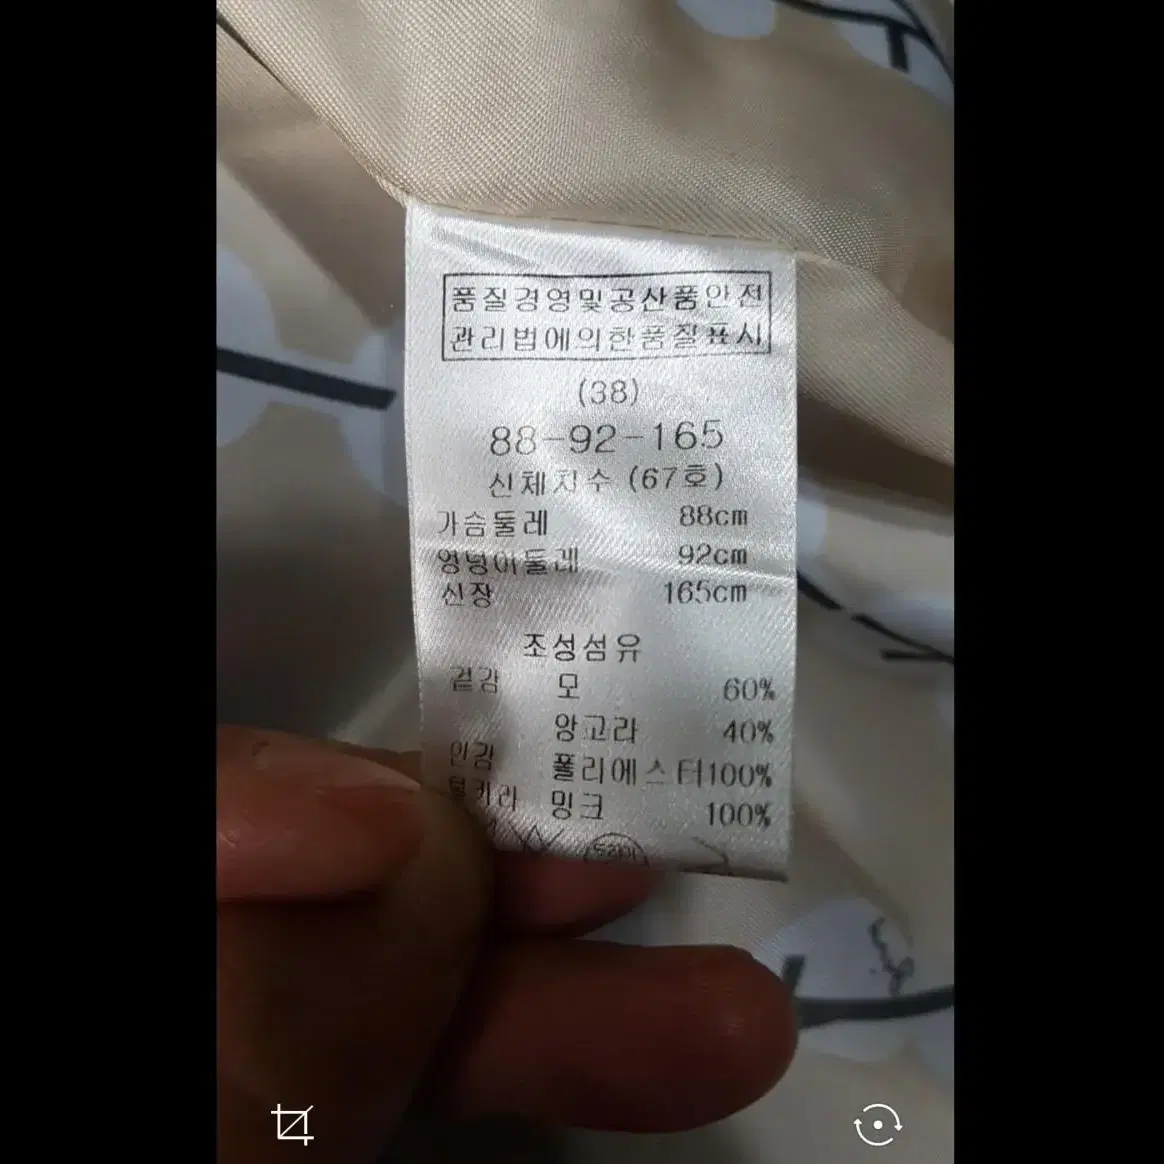 품질경영및공산품안전
관리법에의한품질표시
(38)
88-92-165
신체치수 (67호)
가슴둘레 88cm
엉덩이둘레 92cm
신장 165cm
조성섬유
겉감 모 60%
앙고라 40%
안감 폴리에스터100%
털카라 밍크 100%
드라이